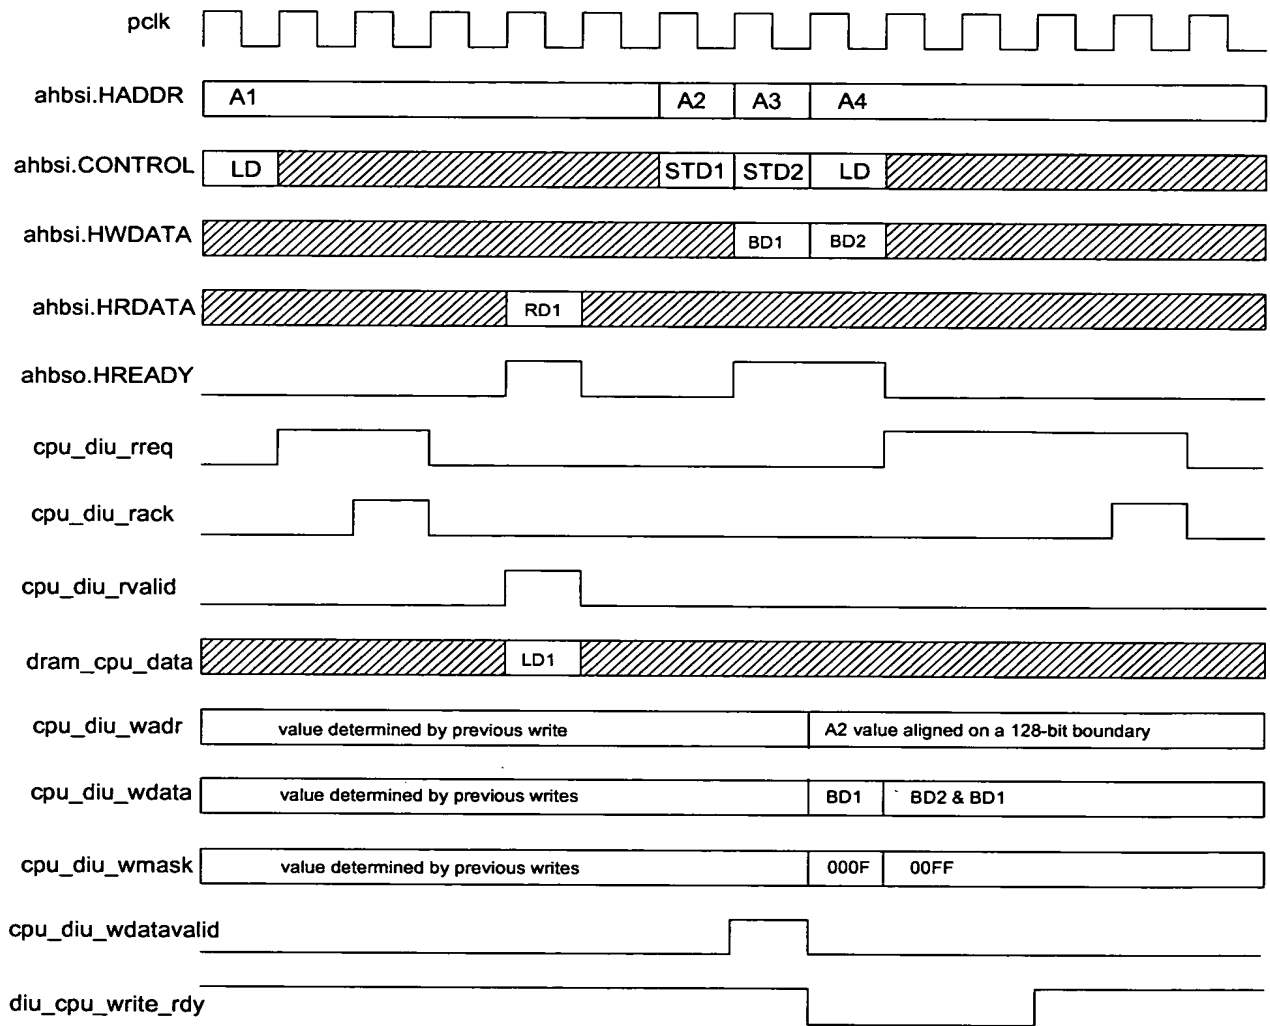 pclk
ahbsi.HADDR A1 A2 A3 A4
ahbsi.CONTROL LD STD1 STD2 LD
ahbsi.HWDATA BD1 BD2
ahbsi.HRDATA RD1
ahbso.HREADY
cpu_diu_rreq
cpu_diu_rack
cpu_diu_rvalid
dram_cpu_data LD1
cpu_diu_wadr value determined by previous write A2 value aligned on a 128-bit boundary
cpu_diu_wdata value determined by previous writes BD1 BD2 & BD1
cpu_diu_wmask value determined by previous writes 000F 00FF
cpu_diu_wdatavalid
diu_cpu_write_rdy